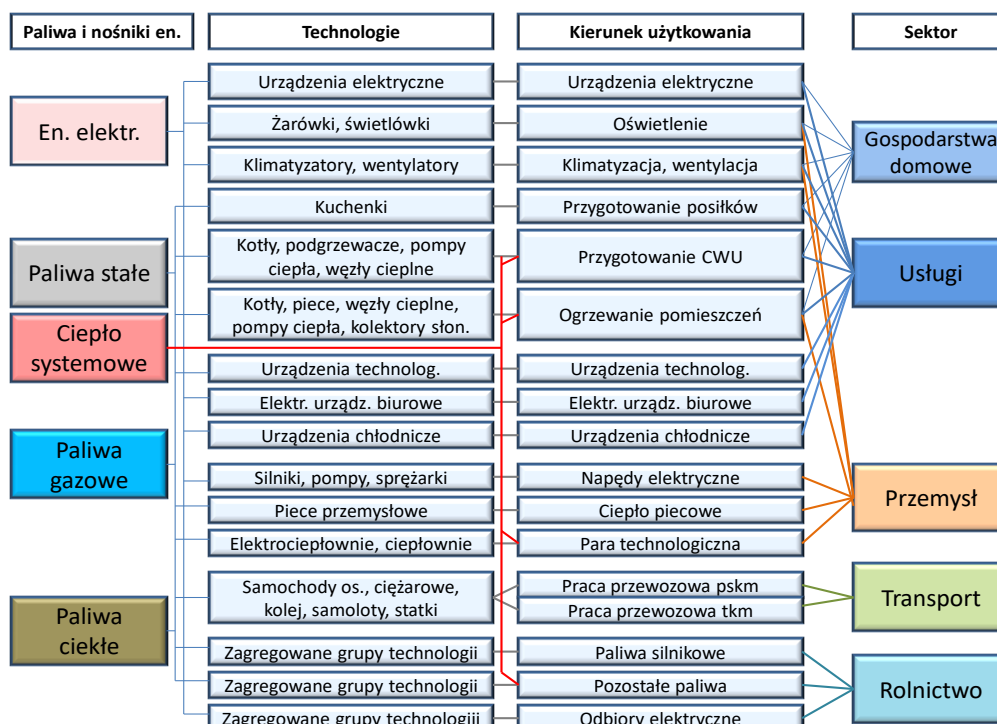 Paliwa i nośniki en.
Technologie
Kierunek użytkowania
Sektor
En. elektr.
Paliwa stałe
Ciepło
systemowe
Paliwa
gazowe
Paliwa
ciekłe
Urządzenia elektryczne
Żarówki, świetlówki
Klimatyzatory, wentylatory
Kuchenki
Kotły, podgrzewacze, pompy
ciepła, węzły cieplne
Kotły, piece, węzły cieplne,
pompy ciepła, kolektory słon.
Urządzenia technolog.
Elektr. urządz. biurowe
Urządzenia chłodnicze
Silniki, pompy, sprężarki
Piece przemysłowe
Elektrociepłownie, ciepłownie
Samochody os., ciężarowe,
kolej, samoloty, statki
Zagregowane grupy technologii
Zagregowane grupy technologii
Zagregowane grupy technologiij
Urządzenia elektryczne
Oświetlenie
Klimatyzacja, wentylacja
Przygotowanie posiłków
Przygotowanie CWU
Ogrzewanie pomieszczeń
Urządzenia technolog.
Elektr. urządz. biurowe
Urządzenia chłodnicze
Napędy elektryczne
Ciepło piecowe
Para technologiczna
Praca przewozowa pskm
Praca przewozowa tkm
Paliwa silnikowe
Pozostałe paliwa
Odbiory elektryczne
Gospodarstwa
domowe
Usługi
Przemysł
Transport
Rolnictwo